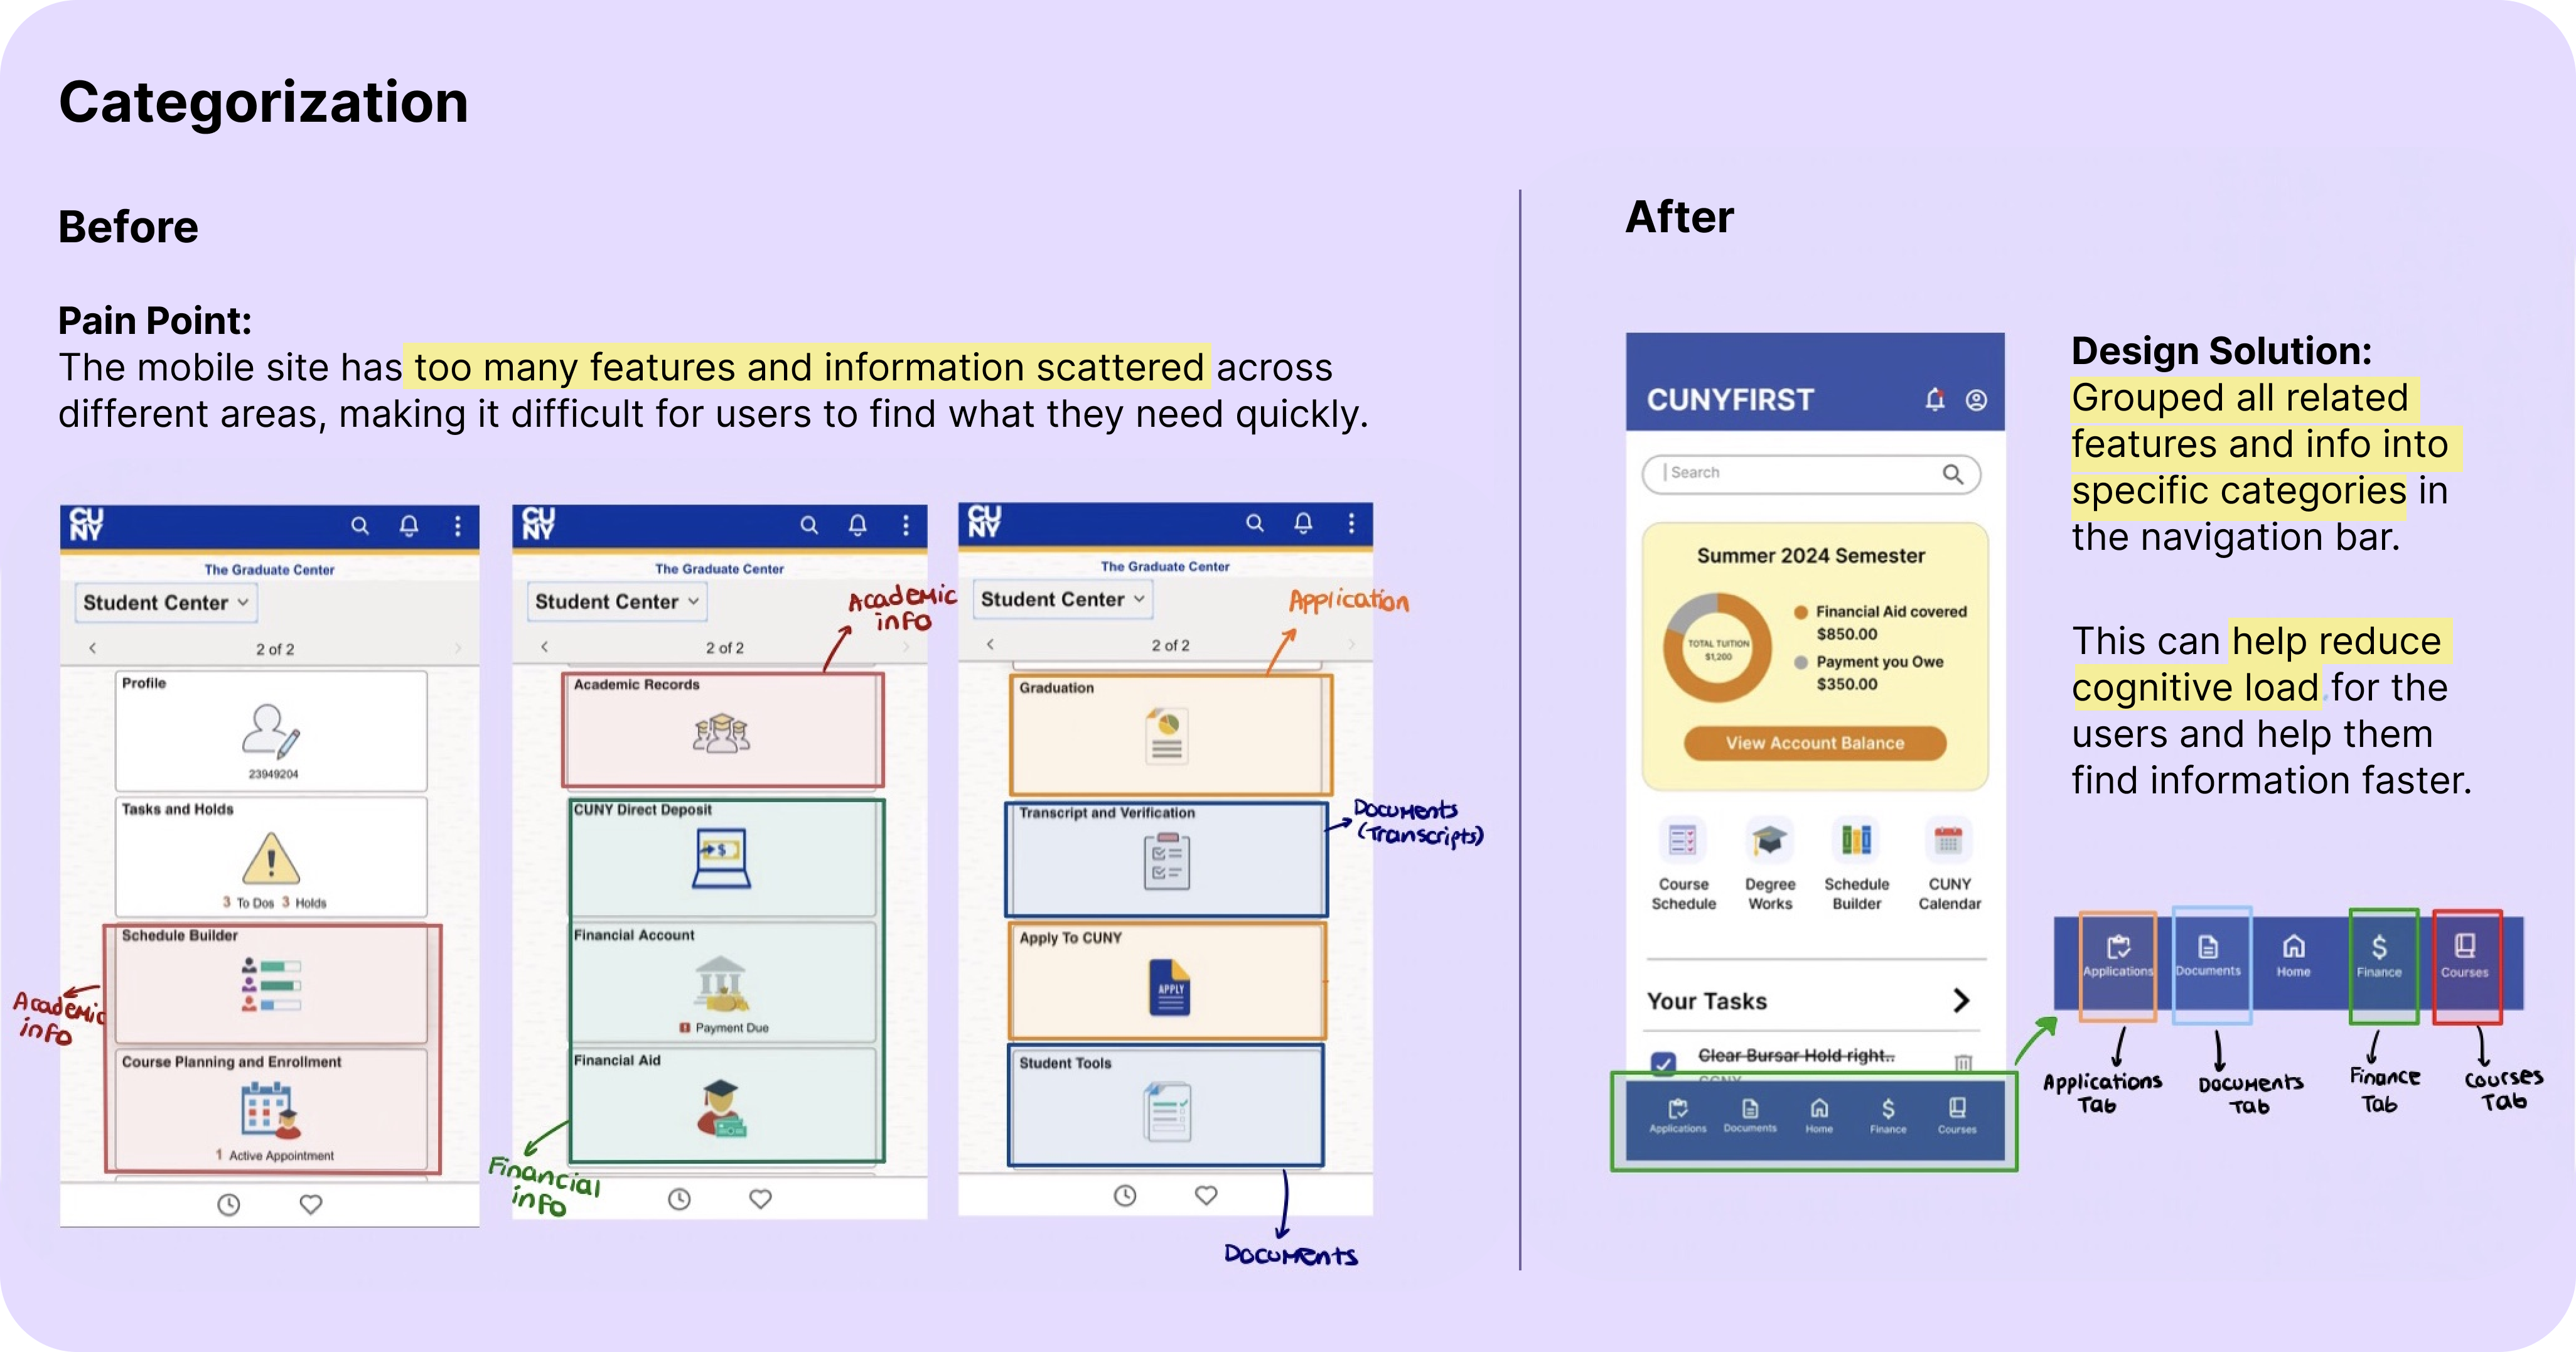 Categorization
Before
Pain Point:
The mobile site has too many features and information scattered across
different areas, making it difficult for users to find what they need quickly.
CU
NY
The Graduate Center
Student Center
2 of 2
Profile
23949204
Tasks and Holds
3 To Dos 3 Holds
Schedule Builder
Course Planning and Enrollment
1 Active Appointment
Academic
info
CU
NY
The Graduate Center
Student Center
2 of 2
Academic
info
Academic Records
CUNY Direct Deposit
$
Financial Account
Payment Due
Financial Aid
Financial
info
CU
NY
The Graduate Center
Student Center
2 of 2
Application
Graduation
Transcript and Verification
Documents
(Transcripts)
Apply To CUNY
APPLY
Student Tools
Documents
After
CUNYFIRST
Search
Summer 2024 Semester
TOTAL TUITION
$1,200
Financial Aid covered
$850.00
Payment you Owe
$350.00
View Account Balance
Course
Schedule
Degree
Works
Schedule
Builder
CUNY
Calendar
Your Tasks
Clear Bursar Hold right..
Applications
Documents
Home
$
Finance
Courses
Design Solution:
Grouped all related
features and info into
specific categories in
the navigation bar.
This can help reduce
cognitive load for the
users and help them
find information faster.
Applications
Documents
Home
$
Finance
Courses
Applications
Tab
Documents
Tab
Finance
Tab
Courses
Tab